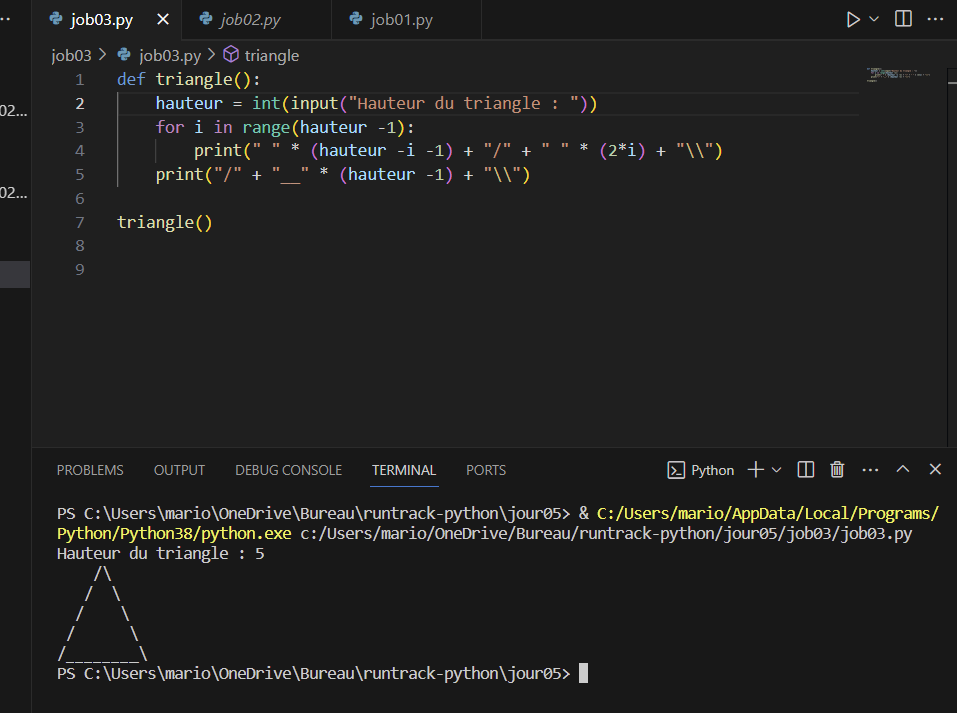 job03.py
job02.py
job01.py
job03 > job03.py > triangle
02...
02...
1 def triangle():
2     hauteur = int(input("Hauteur du triangle : "))
3     for i in range(hauteur -1):
4         print(" " * (hauteur -i -1) + "/" + " " * (2*i) + "\\")
5     print("/" + "__" * (hauteur -1) + "\\")
6
7 triangle()
8
9
PROBLEMS OUTPUT DEBUG CONSOLE TERMINAL PORTS
Python
PS C:\Users\mario\OneDrive\Bureau\runtrack-python\jour05> & C:/Users/mario/AppData/Local/Programs/
Python/Python38/python.exe c:/Users/mario/OneDrive/Bureau/runtrack-python/jour05/job03/job03.py
Hauteur du triangle : 5
    /\
   /  \
  /    \
 /      \
/________\
PS C:\Users\mario\OneDrive\Bureau\runtrack-python\jour05>